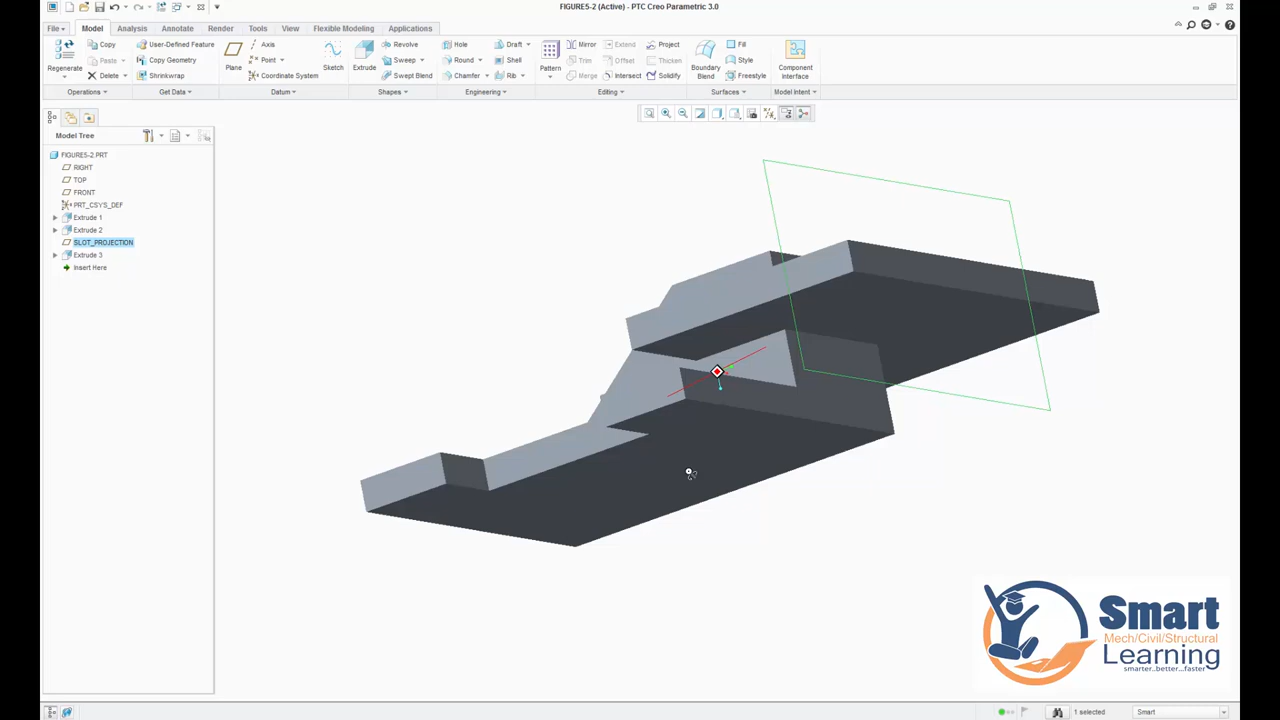 FIGURE5-2 (Active) - PTC Creo Parametric 3.0
File Model Analysis Annotate Render Tools View Flexible Modeling Applications
Regenerate
Copy
Paste
Delete
User-Defined Feature
Copy Geometry
Shrinkwrap
Plane
Axis
Point
Coordinate System
Sketch
Extrude
Revolve
Sweep
Swept Blend
Hole
Round
Chamfer
Draft
Shell
Rib
Pattern
Mirror
Trim
Merge
Extend
Offset
Intersect
Project
Thicken
Solidify
Boundary
Blend
Fill
Style
Freestyle
Component
Interface
Operations Get Data Datum Shapes Engineering Editing Surfaces Model Intent
Model Tree
FIGURE5-2.PRT
RIGHT
TOP
FRONT
PRT_CSYS_DEF
Extrude 1
Extrude 2
SLOT_PROJECTION
Extrude 3
Insert Here
Smart
Mech/Civil/Structural
Learning
smarter..better...faster
1 selected
Smart